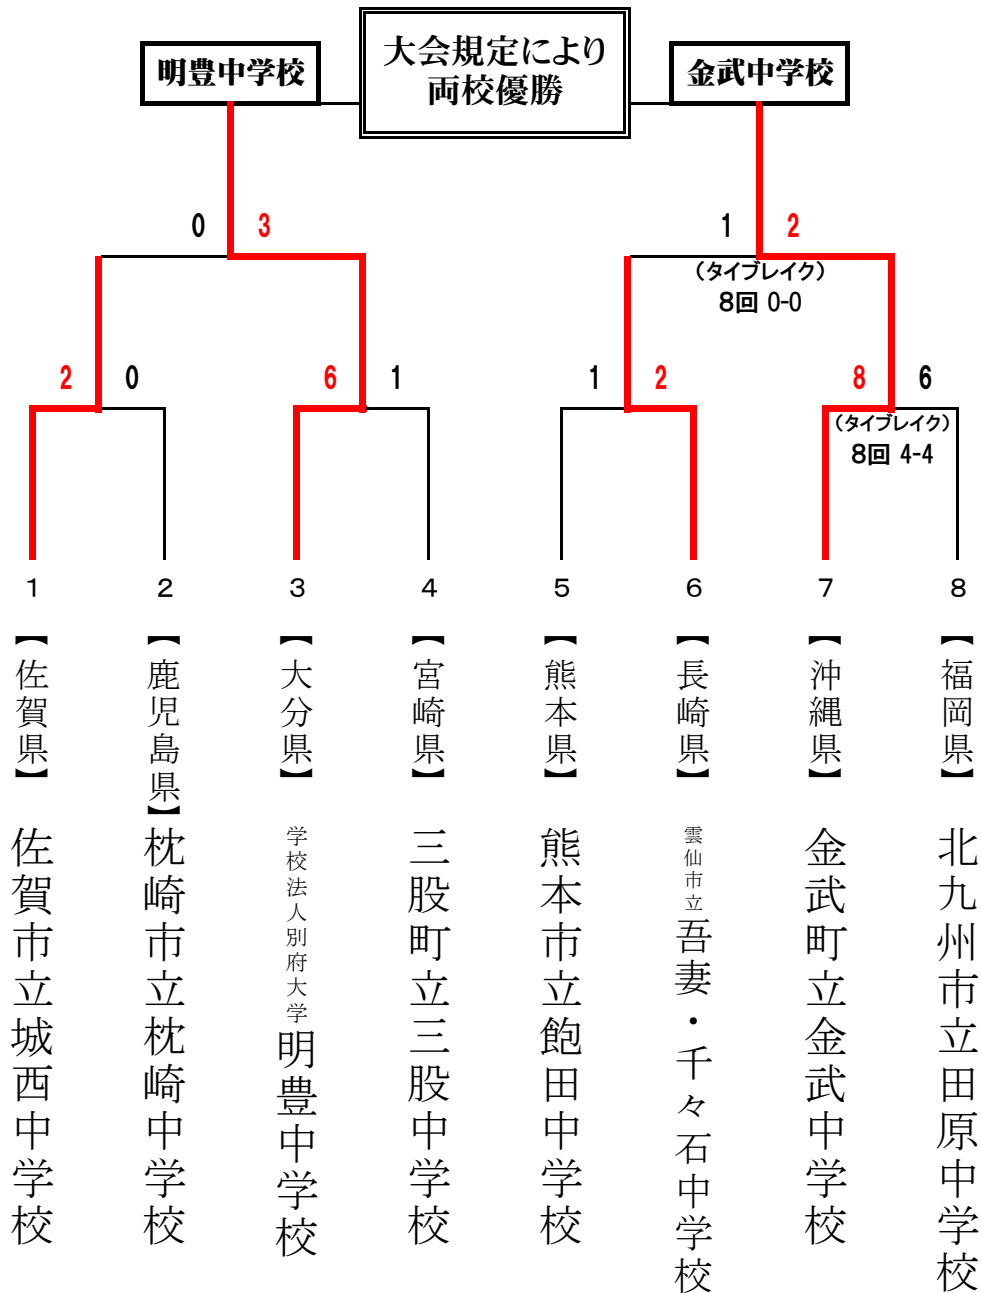 明豊中学校
大会規定により
両校優勝
金武中学校
0 3
1 2
(タイブレイク)
8回 0-0
2 0
6 1
1 2
8 6
(タイブレイク)
8回 4-4
1 2 3 4 5 6 7 8
【佐賀県】 佐賀市立城西中学校
【鹿児島県】 枕崎市立枕崎中学校
【大分県】 学校法人別府大学明豊中学校
【宮崎県】 三股町立三股中学校
【熊本県】 熊本市立飽田中学校
【長崎県】 雲仙市立吾妻・千々石中学校
【沖縄県】 金武町立金武中学校
【福岡県】 北九州市立田原中学校